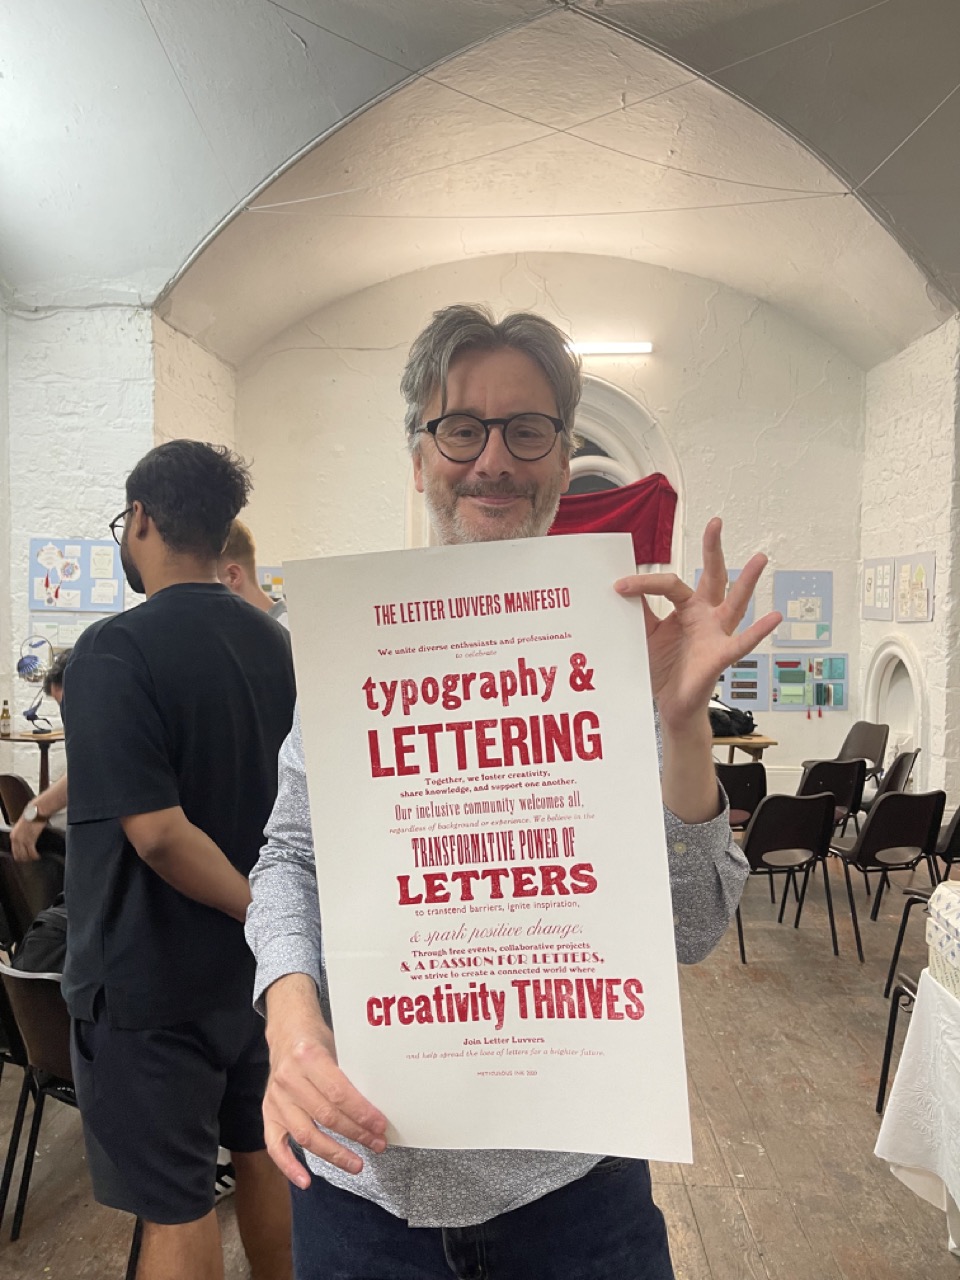 THE LETTER LUVVERS MANIFESTO
We unite diverse enthusiasts and professionals
to celebrate
typography &
LETTERING
Together, we foster creativity,
share knowledge, and support one another.
Our inclusive community welcomes all,
regardless of background or experience. We believe in the
TRANSFORMATIVE POWER OF
LETTERS
to transcend barriers, ignite inspiration,
& spark positive change.
Through free events, collaborative projects
& A PASSION FOR LETTERS,
we strive to create a connected world where
creativity THRIVES
Join Letter Luvvers
and help spread the love of letters for a brighter future.
METICULOUS INK